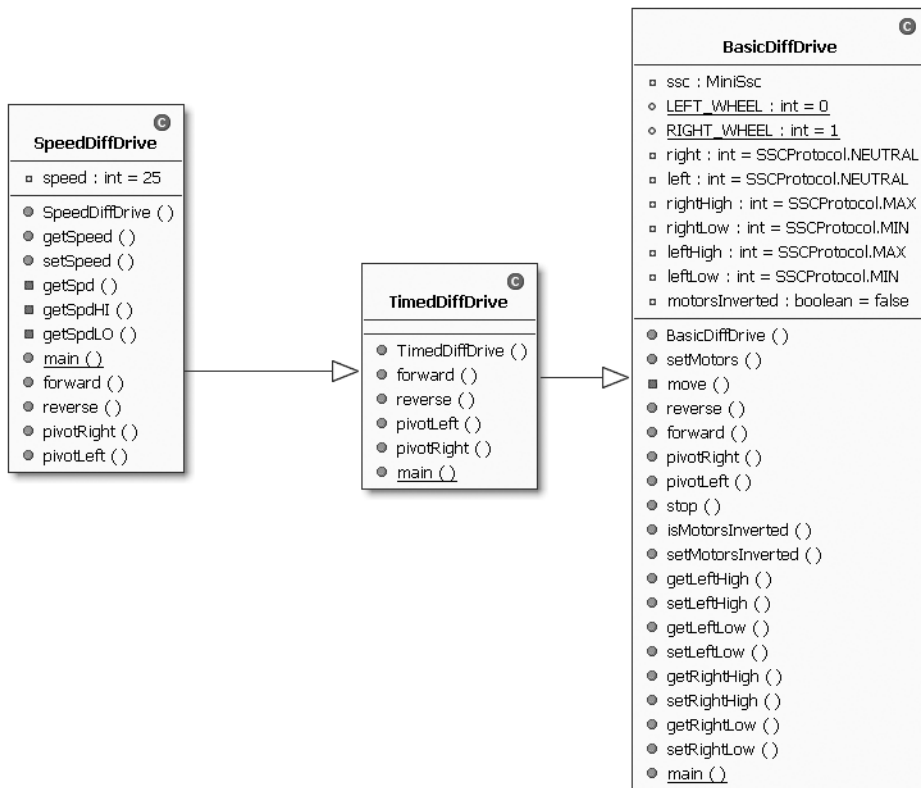 C
SpeedDiffDrive
speed : int = 25
SpeedDiffDrive ( )
getSpeed ( )
setSpeed ( )
getSpd ( )
getSpdHI ( )
getSpdLO ( )
main ( )
forward ( )
reverse ( )
pivotRight ( )
pivotLeft ( )
C
TimedDiffDrive
TimedDiffDrive ( )
forward ( )
reverse ( )
pivotLeft ( )
pivotRight ( )
main ( )
C
BasicDiffDrive
ssc : MiniSsc
LEFT_WHEEL : int = 0
RIGHT_WHEEL : int = 1
right : int = SSCProtocol.NEUTRAL
left : int = SSCProtocol.NEUTRAL
rightHigh : int = SSCProtocol.MAX
rightLow : int = SSCProtocol.MIN
leftHigh : int = SSCProtocol.MAX
leftLow : int = SSCProtocol.MIN
motorsInverted : boolean = false
BasicDiffDrive ( )
setMotors ( )
move ( )
reverse ( )
forward ( )
pivotRight ( )
pivotLeft ( )
stop ( )
isMotorsInverted ( )
setMotorsInverted ( )
getLeftHigh ( )
setLeftHigh ( )
getLeftLow ( )
setLeftLow ( )
getRightHigh ( )
setRightHigh ( )
getRightLow ( )
setRightLow ( )
main ( )